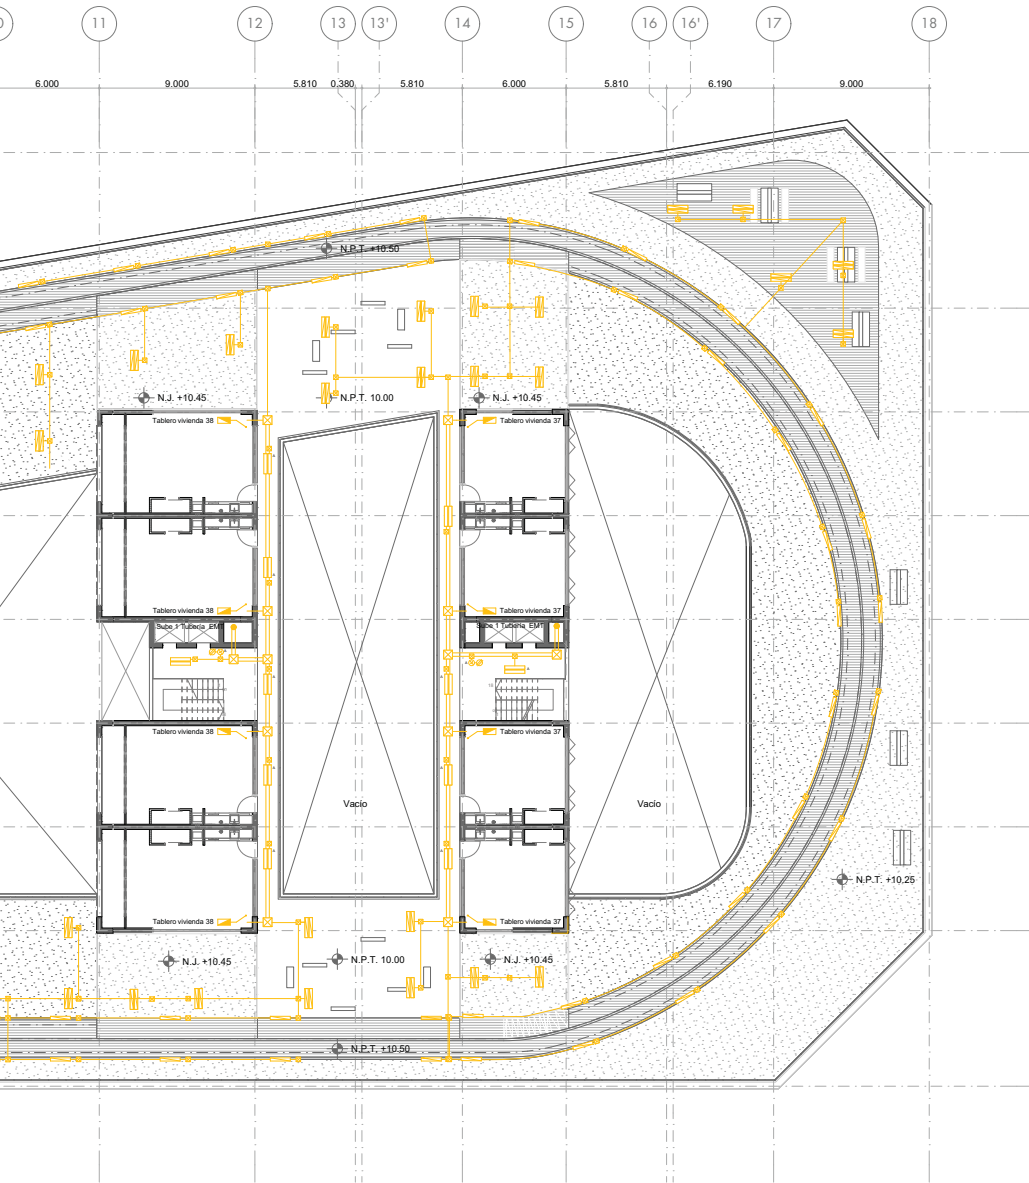 11 12 13 13' 14 15 16 16' 17 18
6.000 9.000 5.810 0.380 5.810 6.000 5.810 6.190 9.000
N.P.T. +10.50
N.J. +10.45 N.P.T. 10.00 N.J. +10.45
Tablero vivienda 38 Tablero vivienda 37
Tablero vivienda 38 Tablero vivienda 37
Sube 1 Tubería EMT Sube 1 Tubería EMT
Tablero vivienda 38 Tablero vivienda 37
Vacío Vacío
N.P.T. +10.25
Tablero vivienda 38 Tablero vivienda 37
N.J. +10.45 N.P.T. 10.00 N.J. +10.45
N.P.T. +10.50